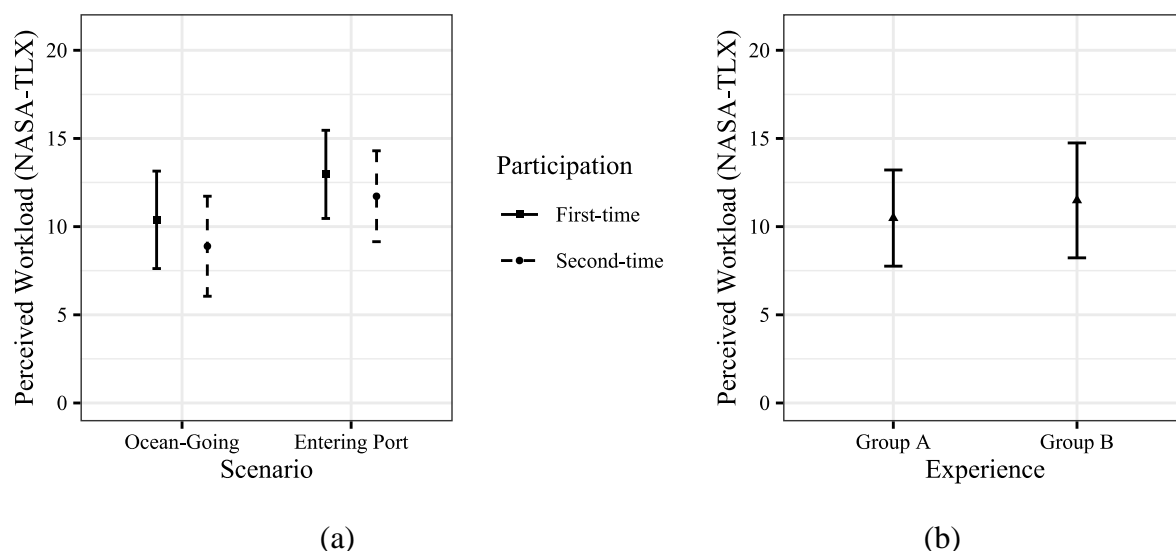 Perceived Workload (NASA-TLX)
20
15
10
5
0
Ocean-Going
Entering Port
Scenario
Participation
First-time
Second-time
(a)
Perceived Workload (NASA-TLX)
20
15
10
5
0
Group A
Group B
Experience
(b)